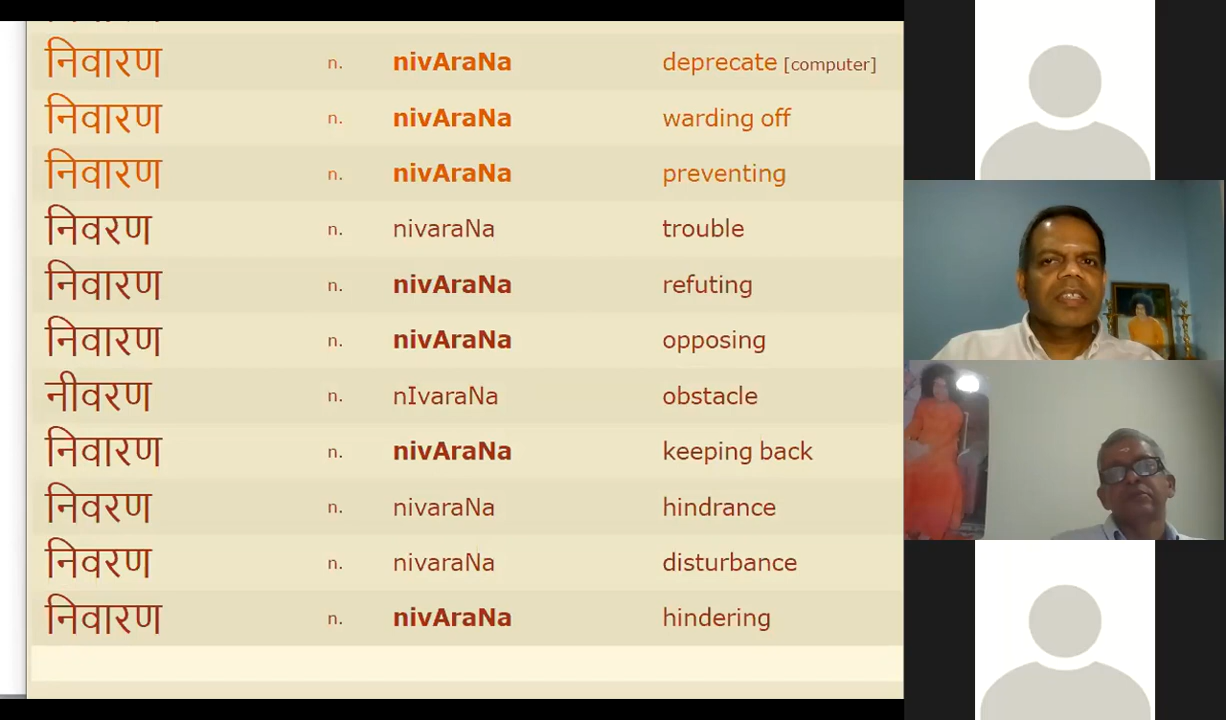 निवारण n. nivAraNa deprecate [computer]
निवारण n. nivAraNa warding off
निवारण n. nivAraNa preventing
निवरण n. nivaraNa trouble
निवारण n. nivAraNa refuting
निवारण n. nivAraNa opposing
नीवरण n. nIvaraNa obstacle
निवारण n. nivAraNa keeping back
निवरण n. nivaraNa hindrance
निवरण n. nivaraNa disturbance
निवारण n. nivAraNa hindering